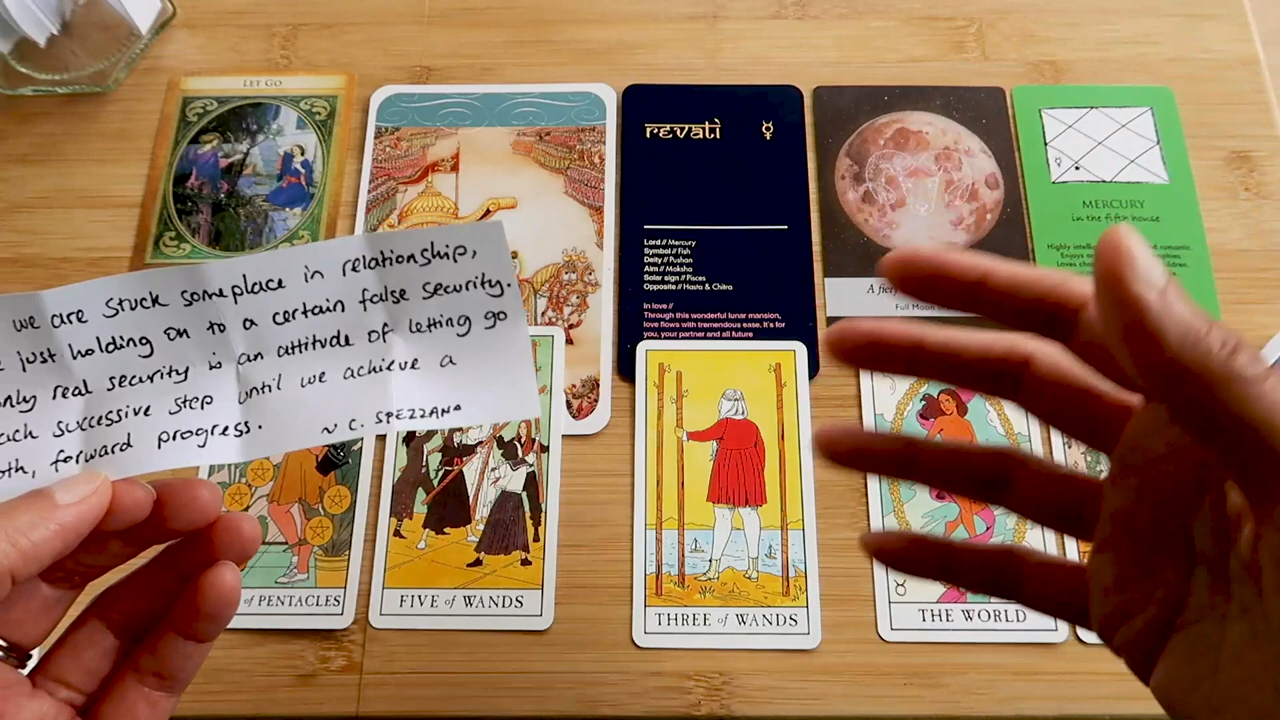 LET GO
revati
Lord // Mercury
Symbol // Fish
Deity // Pushan
Aim // Moksha
Solar sign // Pisces
Opposite // Hasta & Chitra
In love //
Through this wonderful lunar mansion,
love flows with tremendous ease. It's for
you, your partner and all future
A fiery
Full Moon
MERCURY
in the fifth house
Highly romantic.
Enjoys
Loves
we are stuck someplace in relationship,
just holding on to a certain false security.
only real security is an attitude of letting go
each successive step until we achieve a
forward progress. ~ C. SPEZZANO
of PENTACLES
FIVE of WANDS
THREE of WANDS
THE WORLD